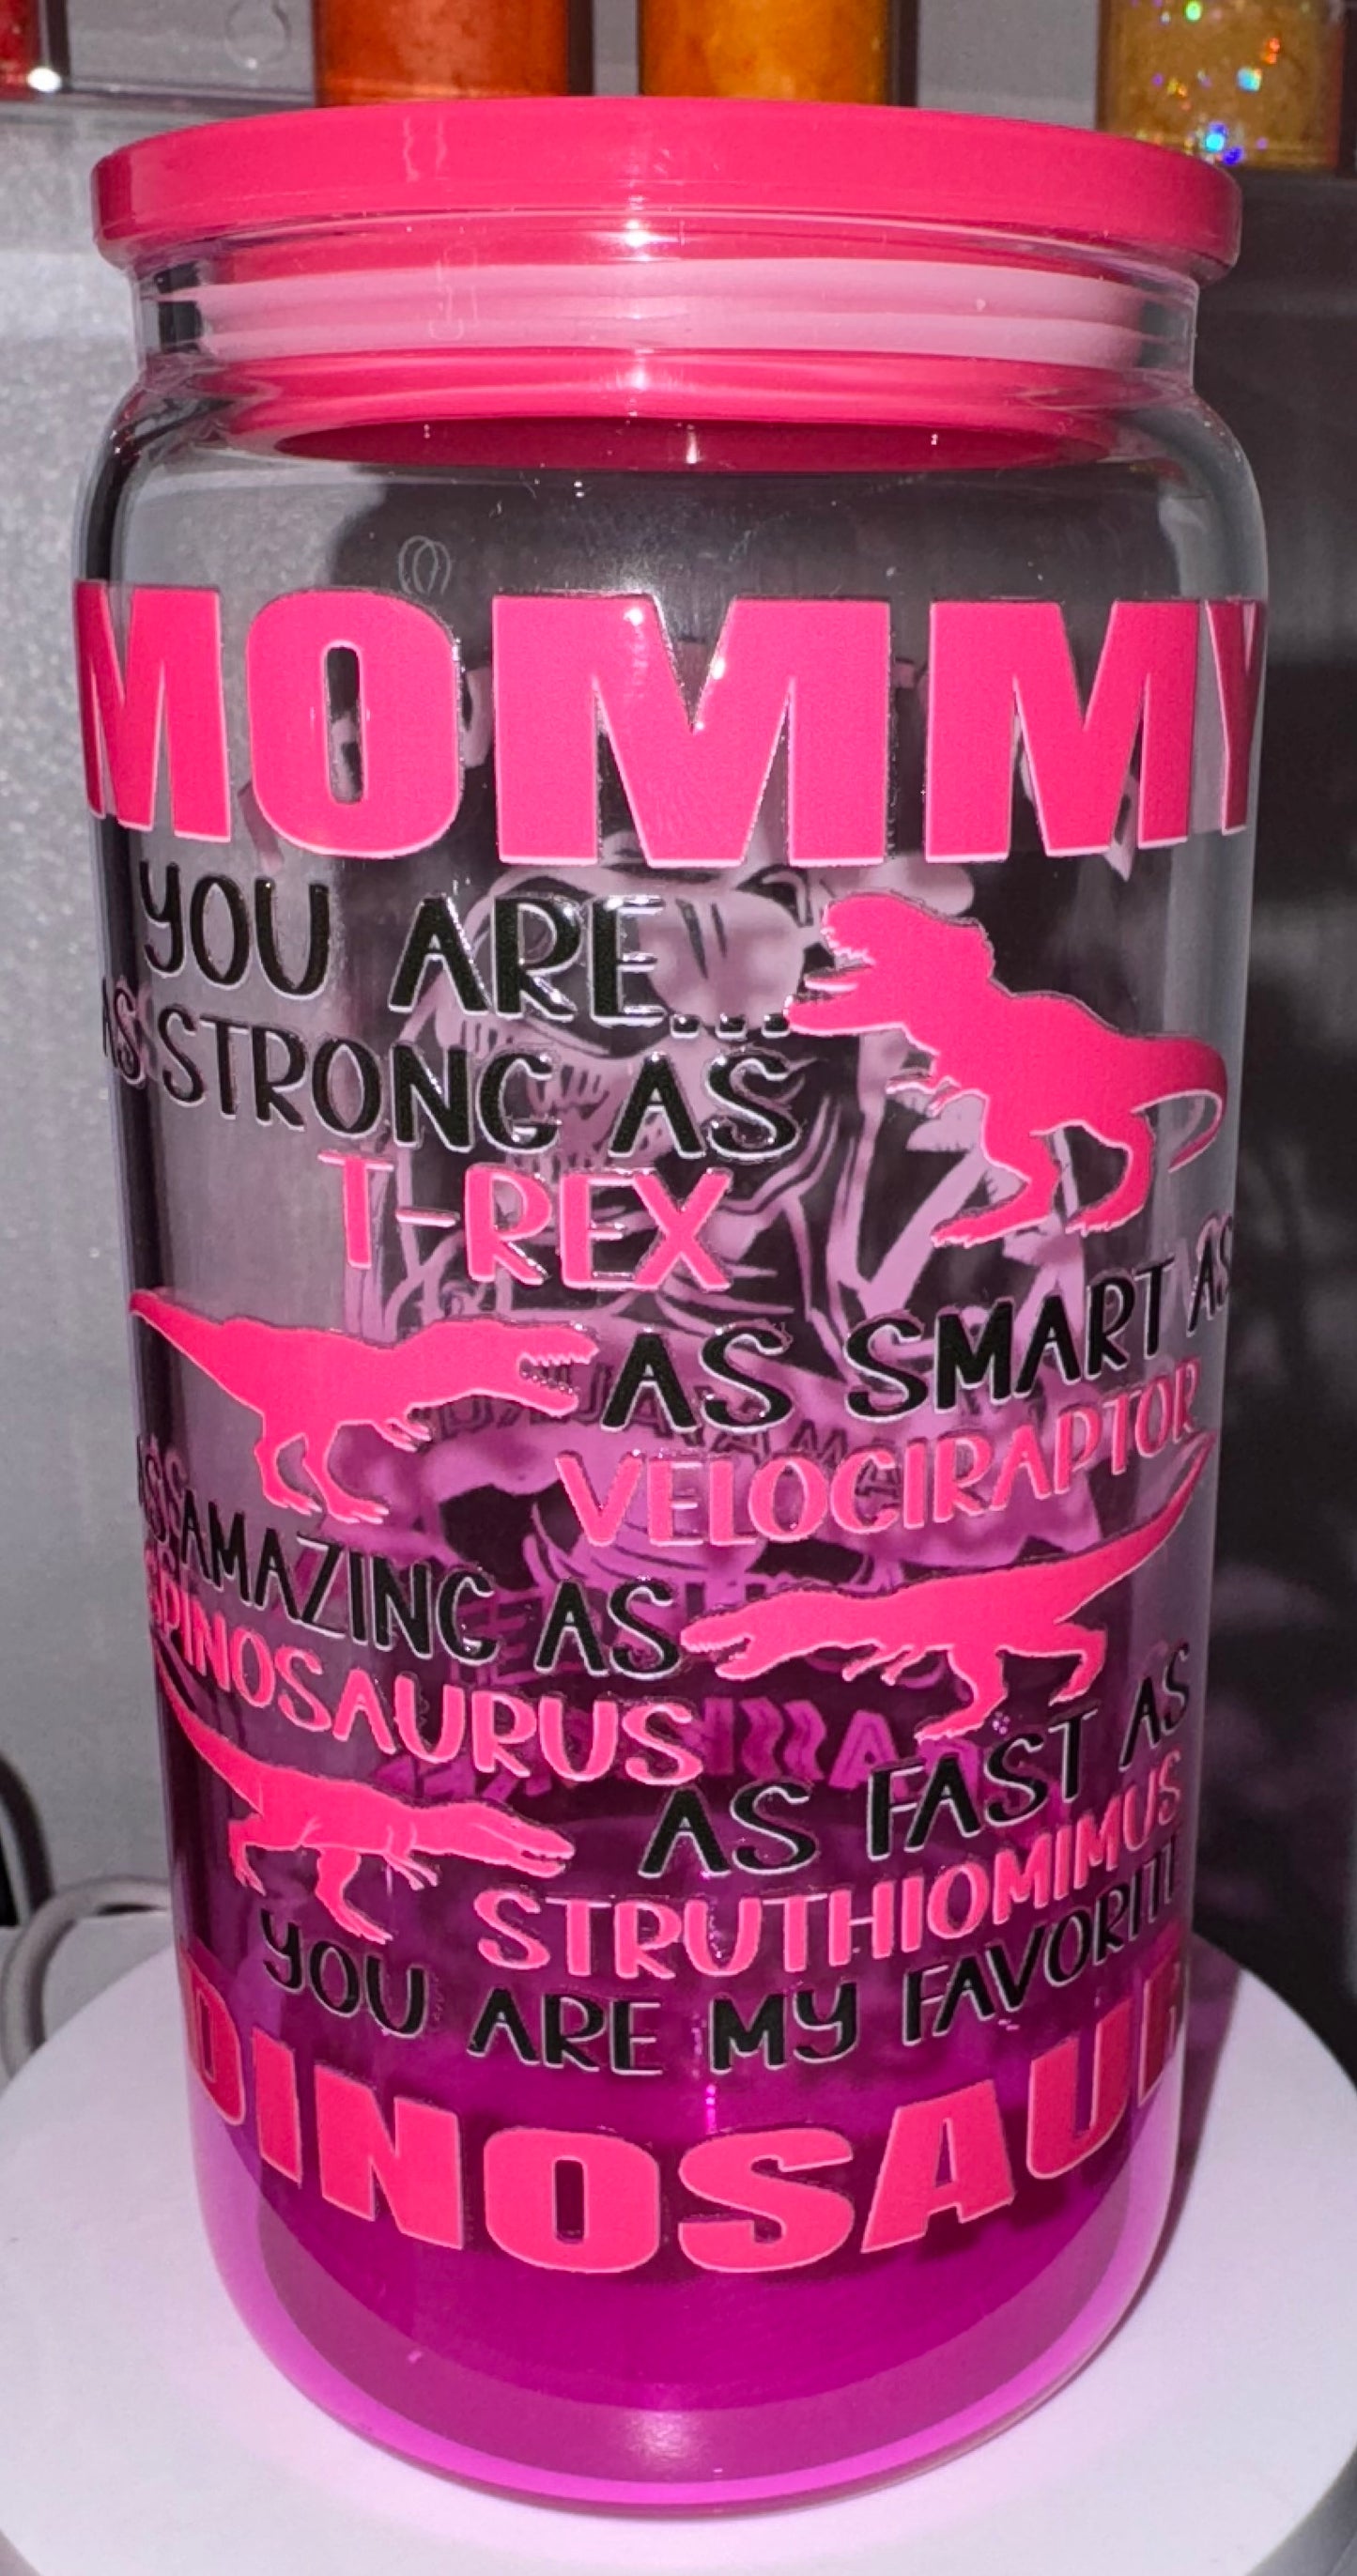 MOMMY
YOU ARE...
AS STRONG AS
T-REX
AS SMART AS
VELOCIRAPTOR
AS AMAZING AS
SPINOSAURUS
AS FAST AS
STRUTHIOMIMUS
YOU ARE MY FAVORITE
DINOSAUR